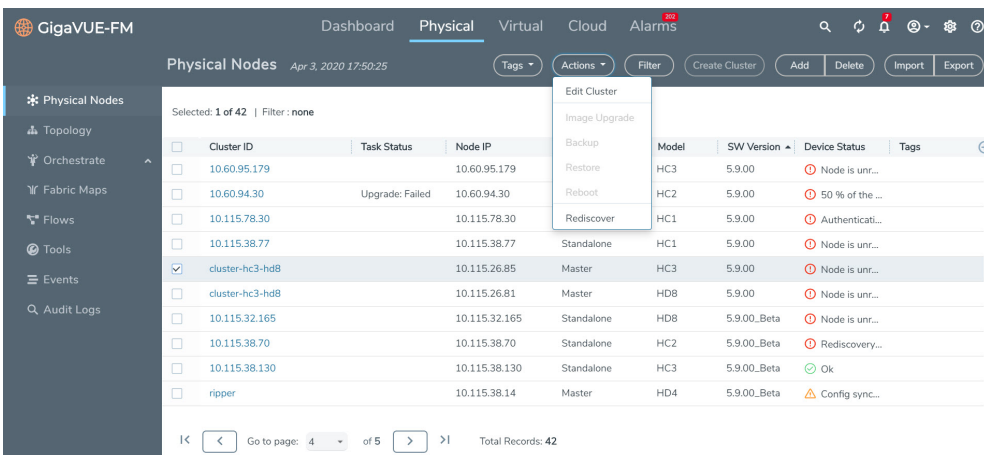 GigaVUE-FM Dashboard Physical Virtual Cloud Alarms 202 7
Physical Nodes Apr 3, 2020 17:50:25 Tags Actions Filter Create Cluster Add Delete Import Export
Physical Nodes
Topology
Orchestrate
Fabric Maps
Flows
Tools
Events
Audit Logs
Selected: 1 of 42 | Filter : none
Edit Cluster
Image Upgrade
Backup
Restore
Reboot
Rediscover
Cluster ID Task Status Node IP Model SW Version Device Status Tags
10.60.95.179 10.60.95.179 HC3 5.9.00 Node is unr...
10.60.94.30 Upgrade: Failed 10.60.94.30 HC2 5.9.00 50 % of the ...
10.115.78.30 10.115.78.30 HC1 5.9.00 Authenticati...
10.115.38.77 10.115.38.77 Standalone HC1 5.9.00 Node is unr...
cluster-hc3-hd8 10.115.26.85 Master HC3 5.9.00 Node is unr...
cluster-hc3-hd8 10.115.26.81 Master HD8 5.9.00 Node is unr...
10.115.32.165 10.115.32.165 Standalone HD8 5.9.00_Beta Node is unr...
10.115.38.70 10.115.38.70 Standalone HC2 5.9.00_Beta Rediscovery...
10.115.38.130 10.115.38.130 Standalone HC3 5.9.00_Beta Ok
ripper 10.115.38.14 Master HD4 5.9.00_Beta Config sync...
Go to page: 4 of 5 Total Records: 42